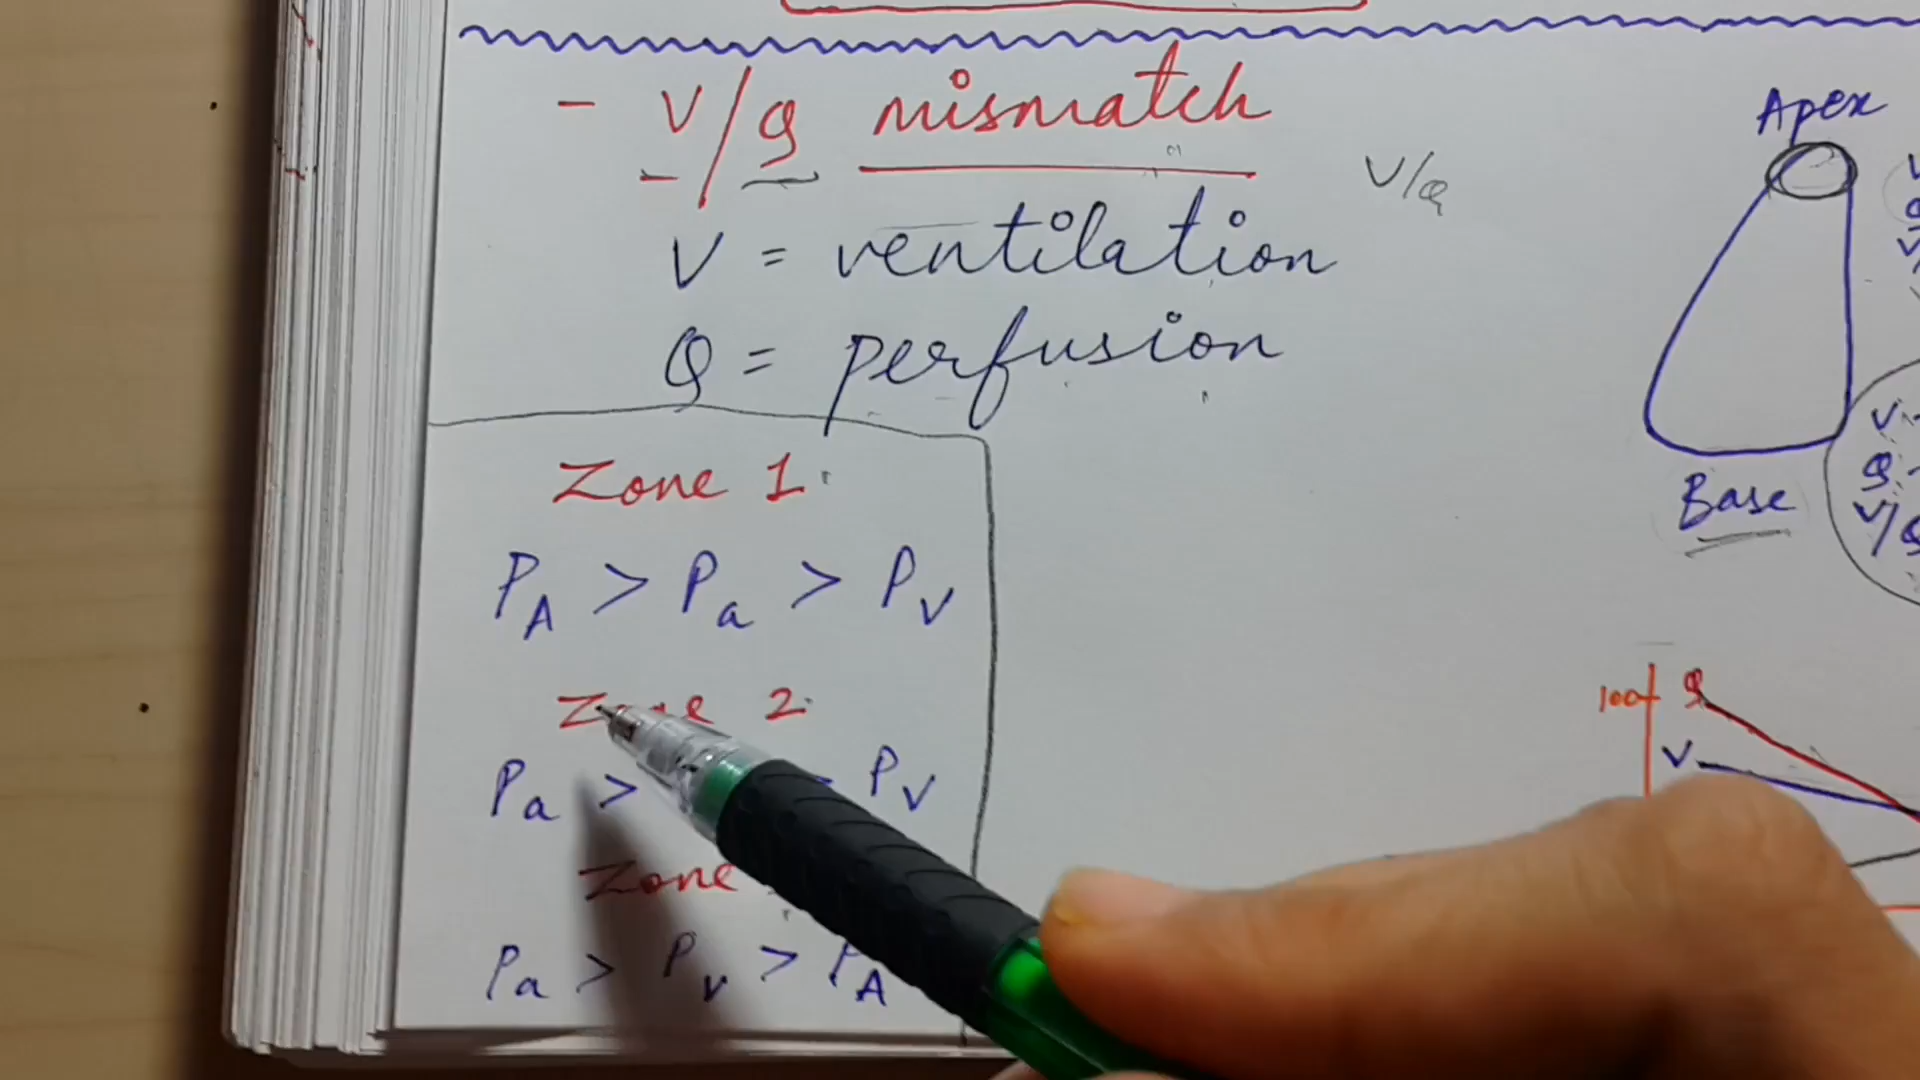 - V/Q mismatch
V/Q
V = ventilation
Q = perfusion
Zone 1.
PA > Pa > PV
Zone 2.
Pa > PV
Zone
Pa > PV > PA
Apex
Base
V
Q
V/Q
100
Q
V